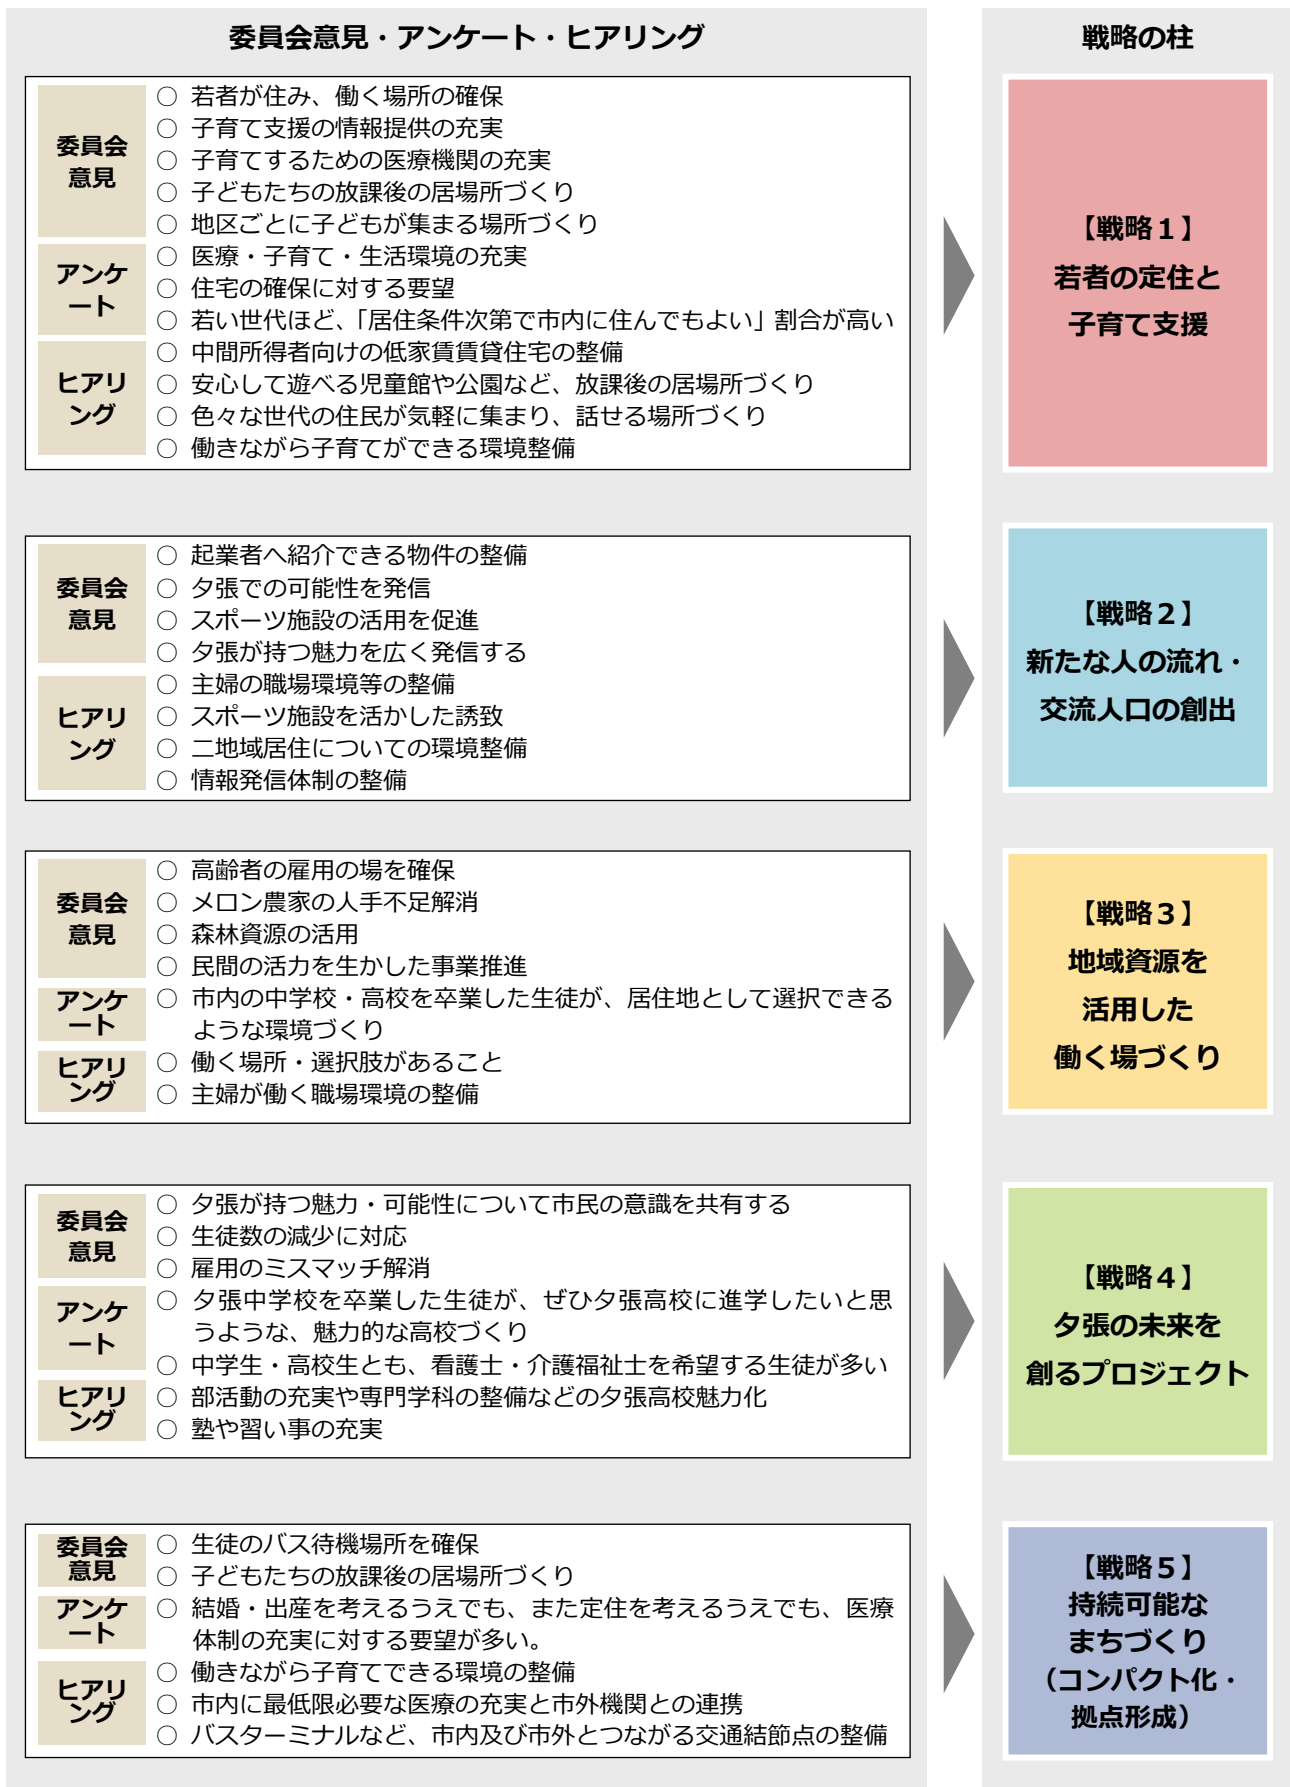 委員会意見・アンケート・ヒアリング
戦略の柱
委員会
意見
○ 若者が住み、働く場所の確保
○ 子育て支援の情報提供の充実
○ 子育てするための医療機関の充実
○ 子どもたちの放課後の居場所づくり
○ 地区ごとに子どもが集まる場所づくり
アンケ
ート
○ 医療・子育て・生活環境の充実
○ 住宅の確保に対する要望
○ 若い世代ほど、「居住条件次第で市内に住んでもよい」割合が高い
ヒアリ
ング
○ 中間所得者向けの低家賃賃貸住宅の整備
○ 安心して遊べる児童館や公園など、放課後の居場所づくり
○ 色々な世代の住民が気軽に集まり、話せる場所づくり
○ 働きながら子育てができる環境整備
【戦略１】
若者の定住と
子育て支援
委員会
意見
○ 起業者へ紹介できる物件の整備
○ 夕張での可能性を発信
○ スポーツ施設の活用を促進
○ 夕張が持つ魅力を広く発信する
ヒアリ
ング
○ 主婦の職場環境等の整備
○ スポーツ施設を活かした誘致
○ 二地域居住についての環境整備
○ 情報発信体制の整備
【戦略２】
新たな人の流れ・
交流人口の創出
委員会
意見
○ 高齢者の雇用の場を確保
○ メロン農家の人手不足解消
○ 森林資源の活用
○ 民間の活力を生かした事業推進
アンケ
ート
○ 市内の中学校・高校を卒業した生徒が、居住地として選択できる
ような環境づくり
ヒアリ
ング
○ 働く場所・選択肢があること
○ 主婦が働く職場環境の整備
【戦略３】
地域資源を
活用した
働く場づくり
委員会
意見
○ 夕張が持つ魅力・可能性について市民の意識を共有する
○ 生徒数の減少に対応
○ 雇用のミスマッチ解消
アンケ
ート
○ 夕張中学校を卒業した生徒が、ぜひ夕張高校に進学したいと思
うような、魅力的な高校づくり
○ 中学生・高校生とも、看護士・介護福祉士を希望する生徒が多い
ヒアリ
ング
○ 部活動の充実や専門学科の整備などの夕張高校魅力化
○ 塾や習い事の充実
【戦略４】
夕張の未来を
創るプロジェクト
委員会
意見
○ 生徒のバス待機場所を確保
○ 子どもたちの放課後の居場所づくり
アンケ
ート
○ 結婚・出産を考えるうえでも、また定住を考えるうえでも、医療
体制の充実に対する要望が多い。
ヒアリ
ング
○ 働きながら子育てできる環境の整備
○ 市内に最低限必要な医療の充実と市外機関との連携
○ バスターミナルなど、市内及び市外とつながる交通結節点の整備
【戦略５】
持続可能な
まちづくり
（コンパクト化・
拠点形成）